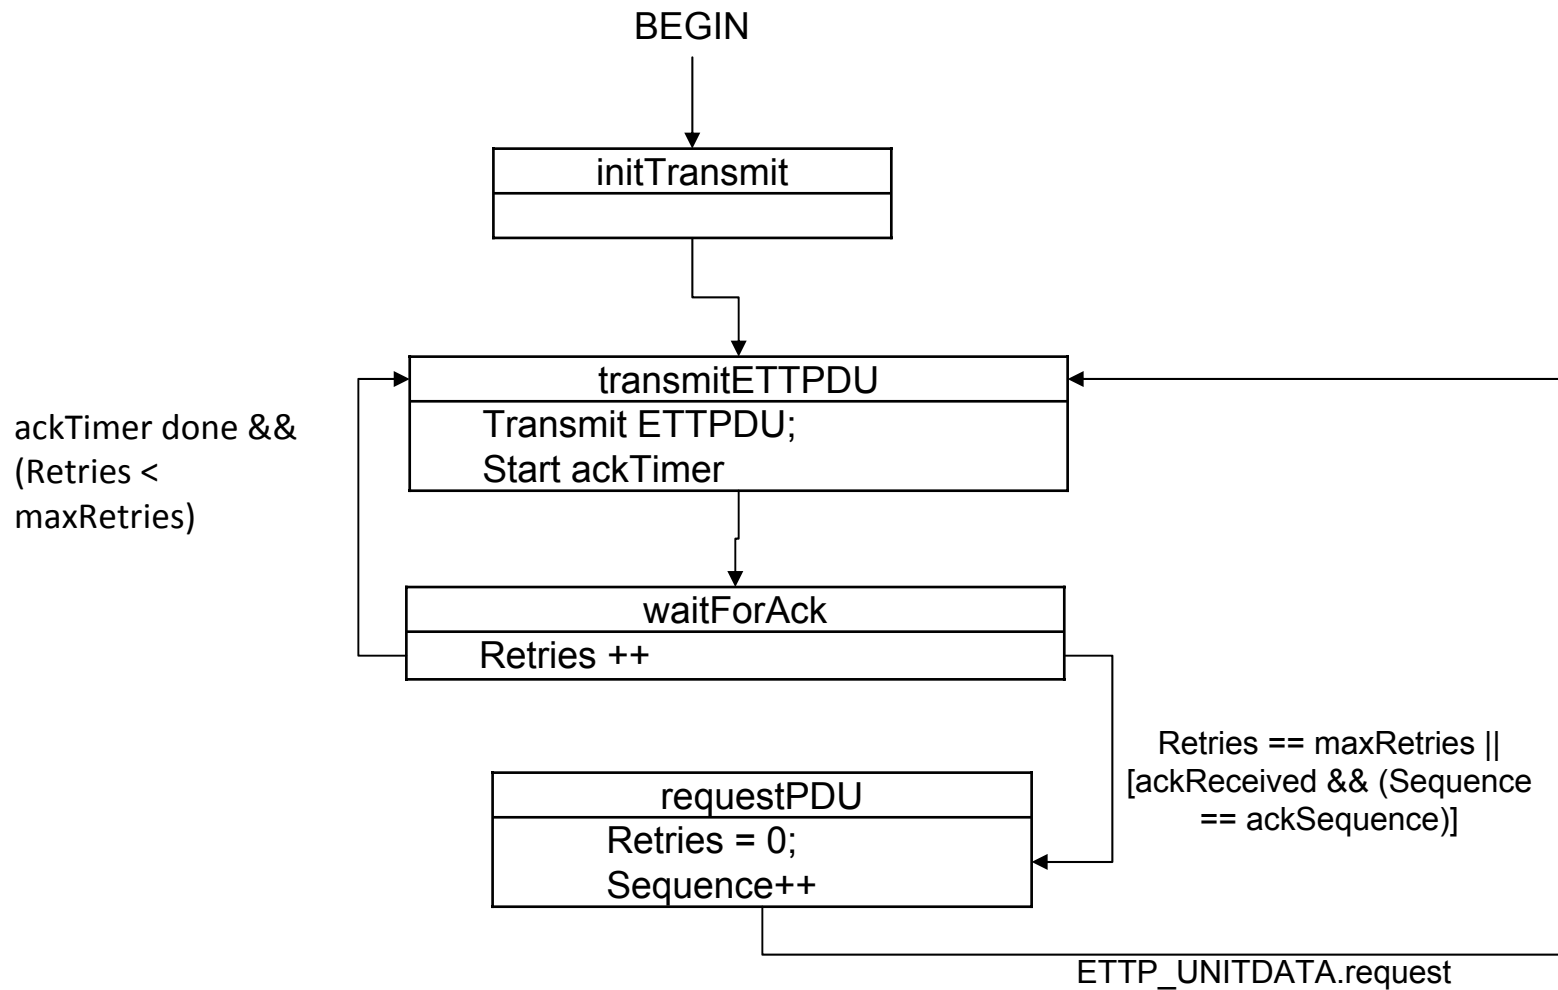 BEGIN
initTransmit
transmitETTPDU
Transmit ETTPDU;
Start ackTimer
ackTimer done &&
(Retries <
maxRetries)
waitForAck
Retries ++
Retries == maxRetries ||
[ackReceived && (Sequence
== ackSequence)]
requestPDU
Retries = 0;
Sequence++
ETTP_UNITDATA.request